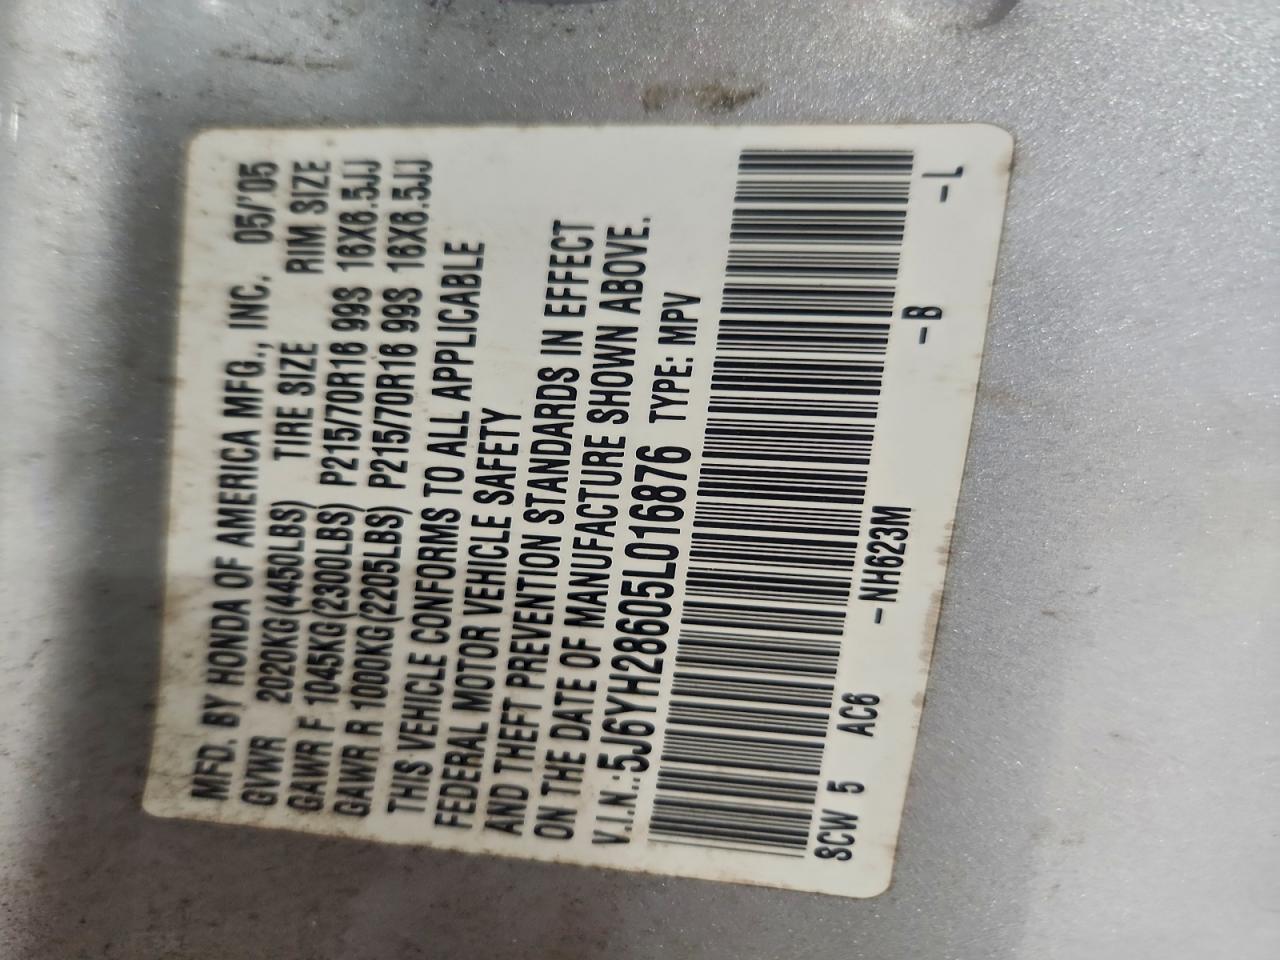 MFD. BY HONDA OF AMERICA MFG., INC. 05/'05
GVWR 2020KG(4450LBS) TIRE SIZE RIM SIZE
GAWR F 1045KG(2300LBS) P215/70R16 99S 16X6.5JJ
GAWR R 1000KG(2205LBS) P215/70R16 99S 16X6.5JJ
THIS VEHICLE CONFORMS TO ALL APPLICABLE
FEDERAL MOTOR VEHICLE SAFETY
AND THEFT PREVENTION STANDARDS IN EFFECT
ON THE DATE OF MANUFACTURE SHOWN ABOVE.
V.I.N.:5J6YH28605L016876 TYPE: MPV
SCW 5 AC6 -NH623M -B -L